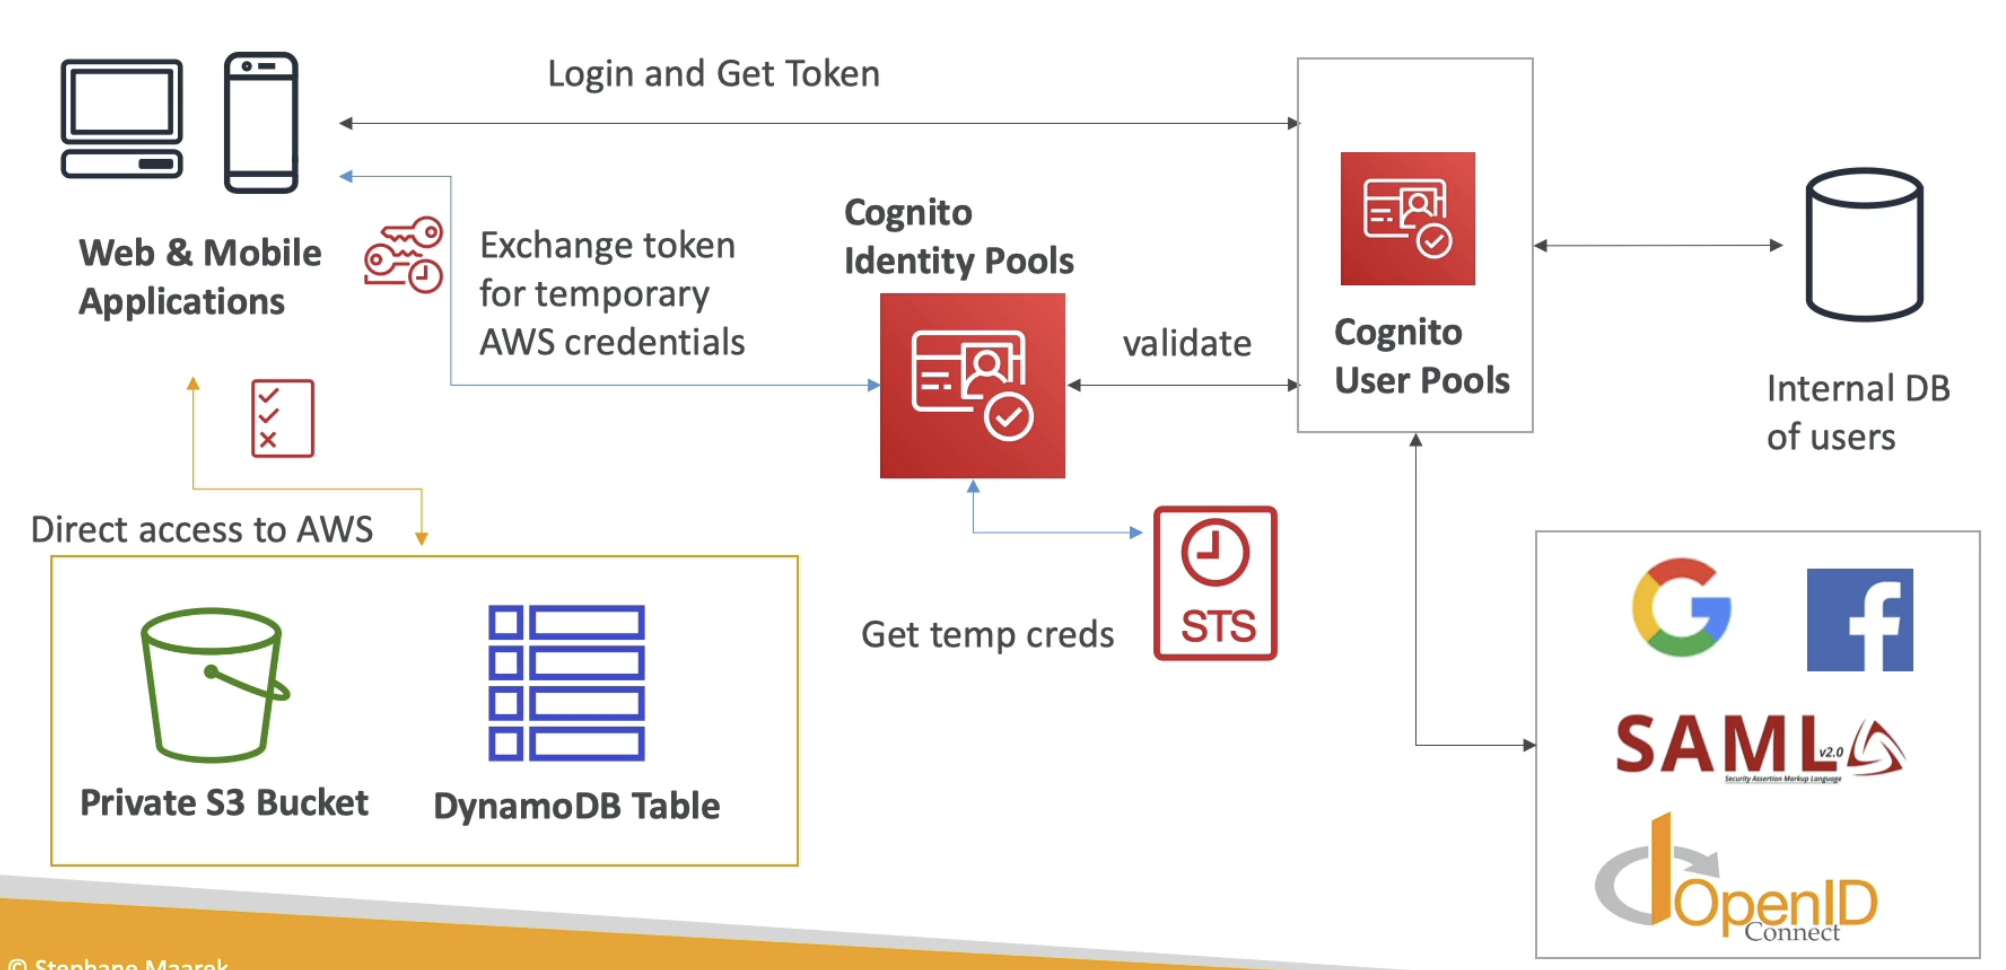 Login and Get Token
Web & Mobile
Applications
Exchange token
for temporary
AWS credentials
Cognito
Identity Pools
validate
Cognito
User Pools
Internal DB
of users
Direct access to AWS
Private S3 Bucket
DynamoDB Table
Get temp creds
STS
SAML v2.0
Security Assertion Markup Language
OpenID
Connect
© Stephane Maarek